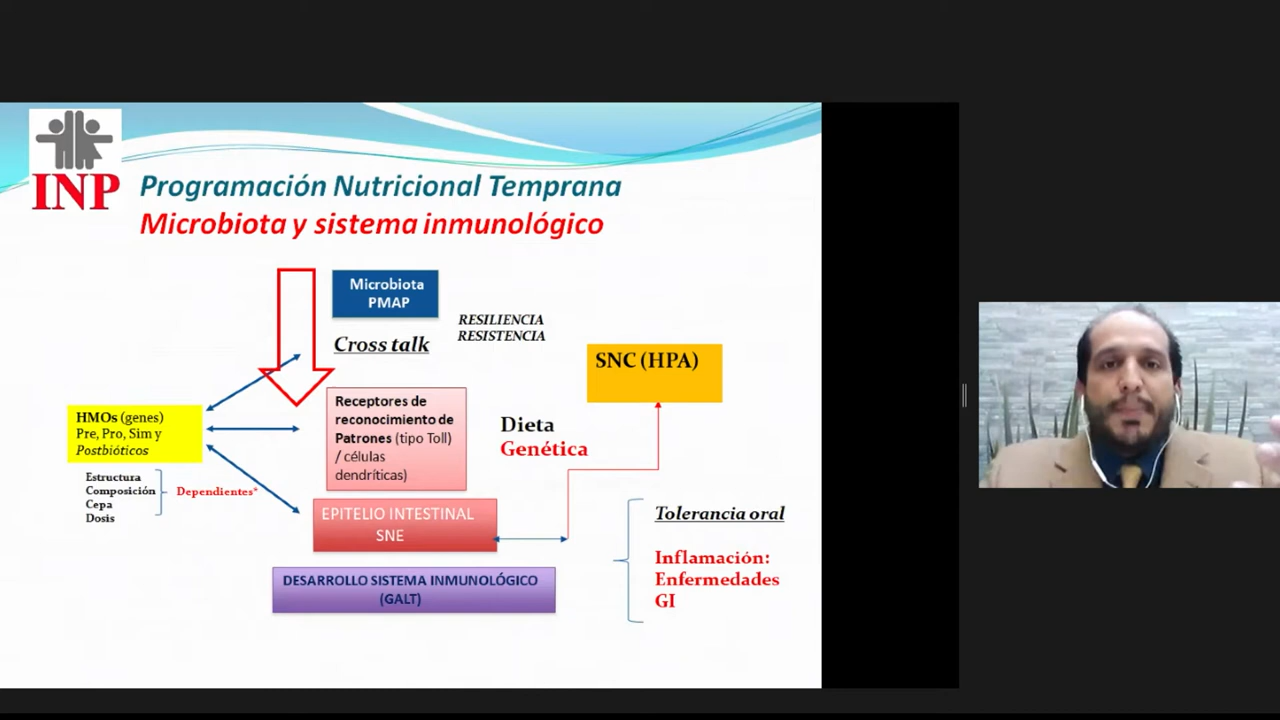 INP
Programación Nutricional Temprana
Microbiota y sistema inmunológico
Microbiota
PMAP
RESILIENCIA
RESISTENCIA
Cross talk
SNC (HPA)
HMOs (genes)
Pre, Pro, Sim y
Postbióticos
Receptores de
reconocimiento de
Patrones (tipo Toll)
/ células
dendríticas)
Dieta
Genética
Estructura
Composición
Cepa
Dosis
Dependientes*
EPITELIO INTESTINAL
SNE
Tolerancia oral
Inflamación:
Enfermedades
GI
DESARROLLO SISTEMA INMUNOLÓGICO
(GALT)